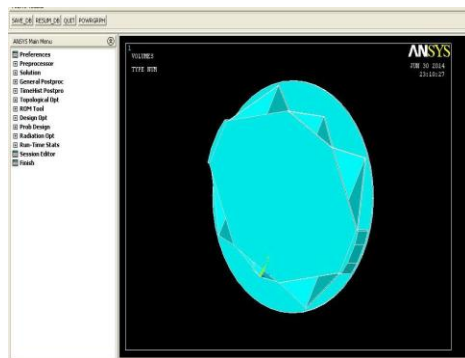 SAVE_DB RESUM_DB QUIT POWRGRPH
ANSYS Main Menu
Preferences
Preprocessor
Solution
General Postproc
TimeHist Postpro
Topological Opt
ROM Tool
Design Opt
Prob Design
Radiation Opt
Run-Time Stats
Session Editor
Finish
1
VOLUMES
TYPE NUM
ANSYS
JUN 30 2014
23:18:27